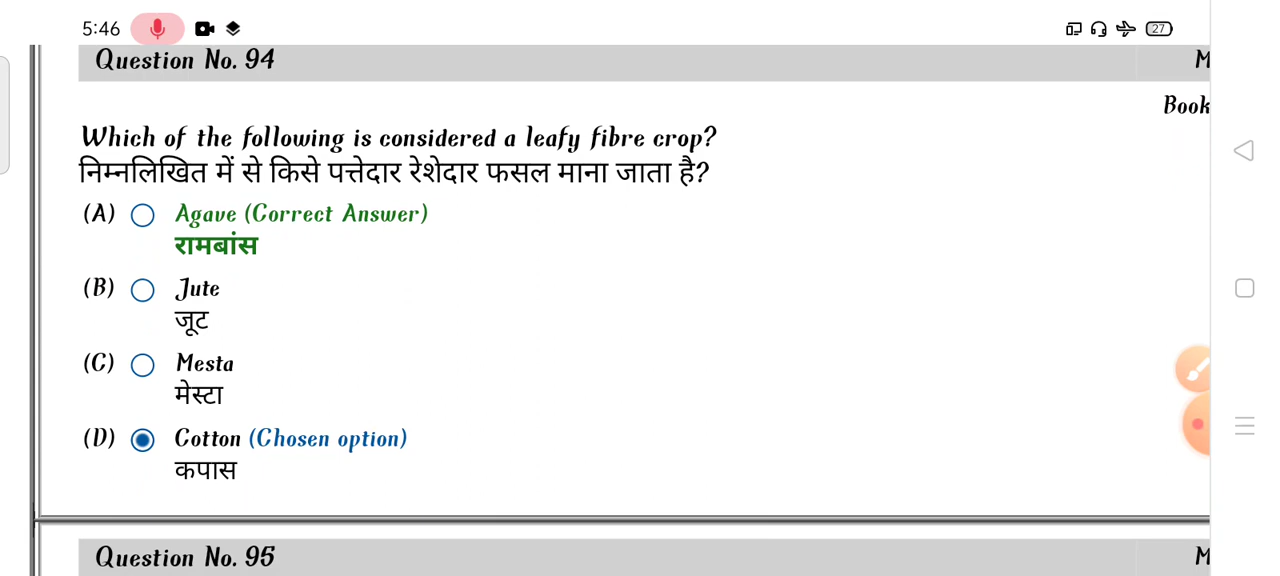 5:46
27
Question No. 94
M
Book
Which of the following is considered a leafy fibre crop?
निम्नलिखित में से किसे पत्तेदार रेशेदार फसल माना जाता है?
(A) Agave (Correct Answer)
रामबांस
(B) Jute
जूट
(C) Mesta
मेस्टा
(D) Cotton (Chosen option)
कपास
Question No. 95
M